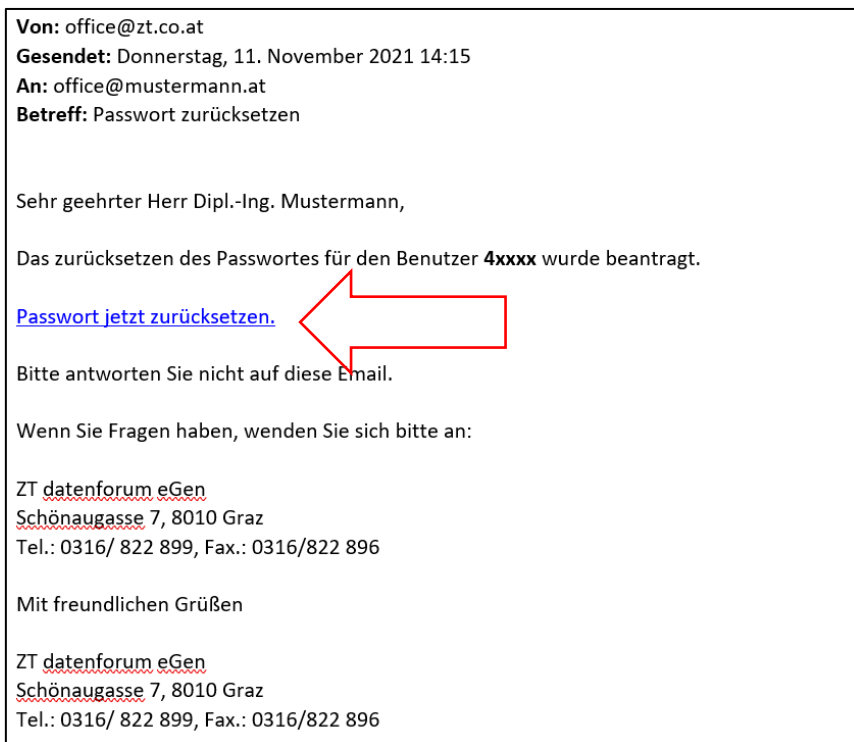 Von: office@zt.co.at
Gesendet: Donnerstag, 11. November 2021 14:15
An: office@mustermann.at
Betreff: Passwort zurücksetzen
Sehr geehrter Herr Dipl.-Ing. Mustermann,
Das zurücksetzen des Passwortes für den Benutzer 4xxxx wurde beantragt.
Passwort jetzt zurücksetzen.
Bitte antworten Sie nicht auf diese Email.
Wenn Sie Fragen haben, wenden Sie sich bitte an:
ZT datenforum eGen
Schönaugasse 7, 8010 Graz
Tel.: 0316/ 822 899, Fax.: 0316/822 896
Mit freundlichen Grüßen
ZT datenforum eGen
Schönaugasse 7, 8010 Graz
Tel.: 0316/ 822 899, Fax.: 0316/822 896